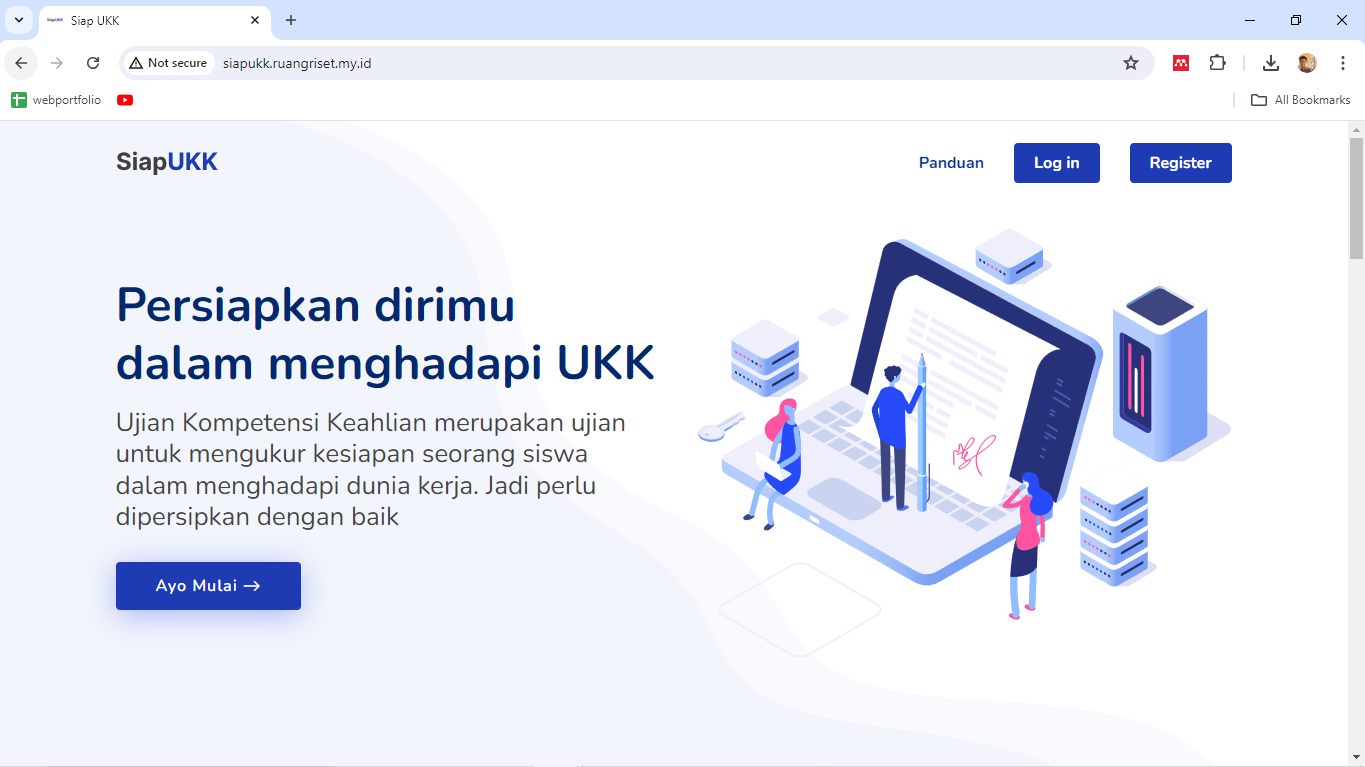 Siap UKK
Not secure
siapukk.ruangriset.my.id
webportfolio
All Bookmarks
SiapUKK
Panduan
Log in
Register
Persiapkan dirimu
dalam menghadapi UKK
Ujian Kompetensi Keahlian merupakan ujian
untuk mengukur kesiapan seorang siswa
dalam menghadapi dunia kerja. Jadi perlu
dipersipkan dengan baik
Ayo Mulai →